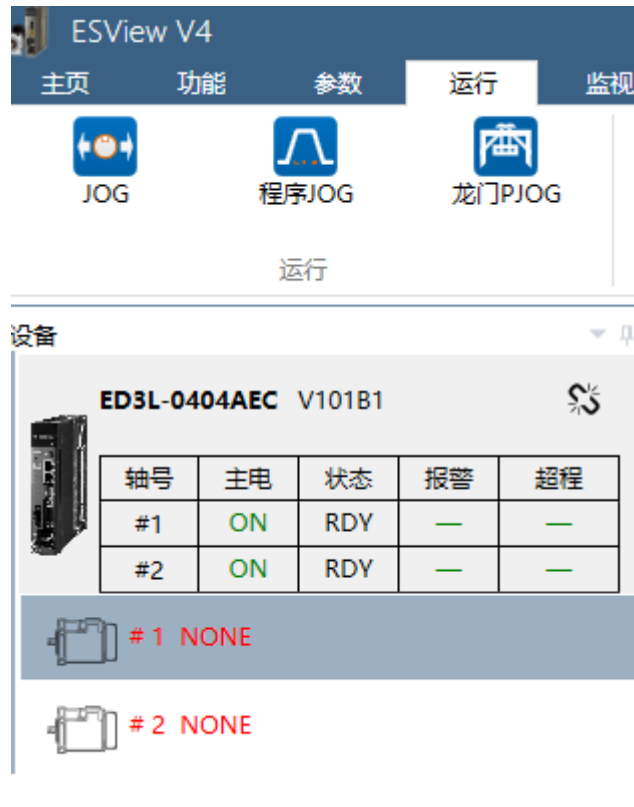 ESView V4
主页 功能 参数 运行 监视
JOG 程序JOG 龙门PJOG
运行
设备
ED3L-0404AEC V101B1
轴号 主电 状态 报警 超程
#1 ON RDY — —
#2 ON RDY — —
# 1 NONE
# 2 NONE